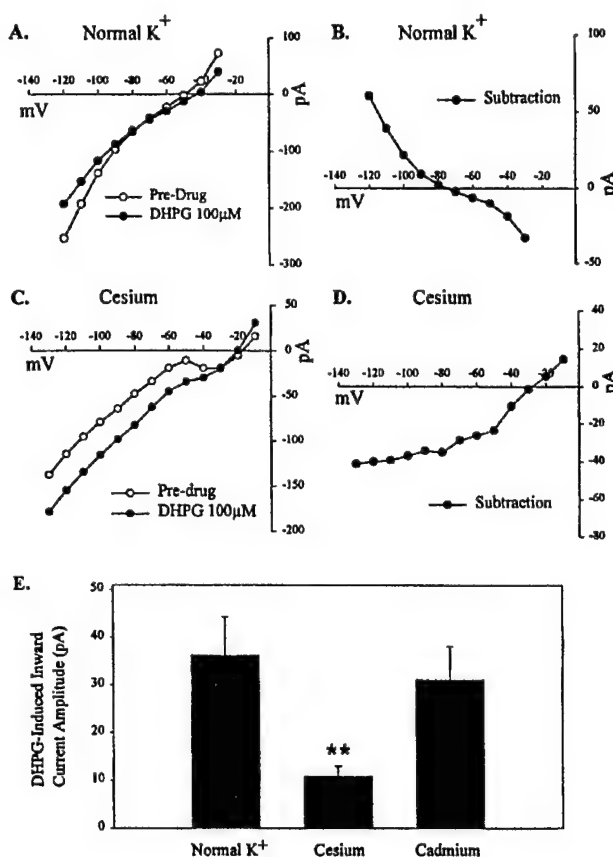 A. Normal K+
100
50
0
-100
-200
-300
-140 -120 -100 -80 -60 -40 -20
mV
pA
Pre-Drug
DHPG 100µM
B. Normal K+
100
50
0
-50
-140 -120 -100 -80 -60 -40 -20
mV
pA
Subtraction
C. Cesium
50
0
-50
-100
-150
-200
-140 -120 -100 -80 -60 -40 -20
mV
pA
Pre-drug
DHPG 100µM
D. Cesium
40
20
0
-20
-40
-60
-80
-140 -120 -100 -80 -60 -40 -20
mV
pA
Subtraction
E.
DHPG-Induced Inward
Current Amplitude (pA)
50
40
30
20
10
0
**
Normal K+ Cesium Cadmium